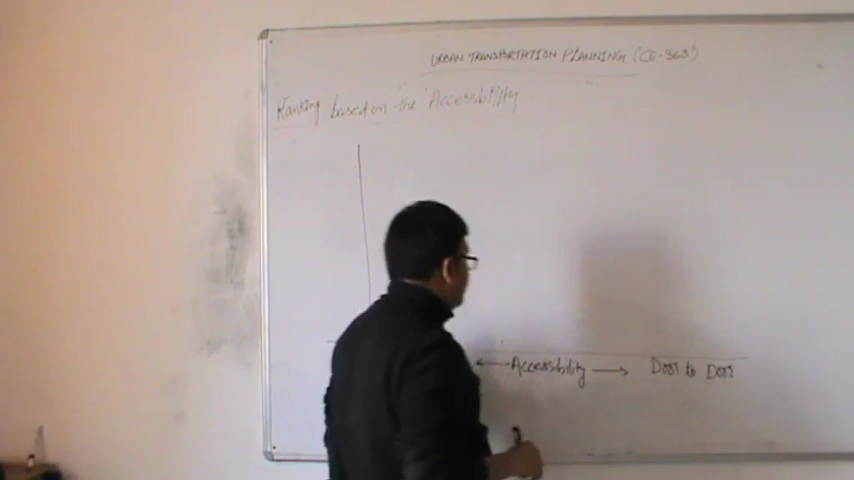 URBAN TRANSPORTATION PLANNING (CE-363)
Ranking based on the 'Accessibility
Accessibility
Door to Door